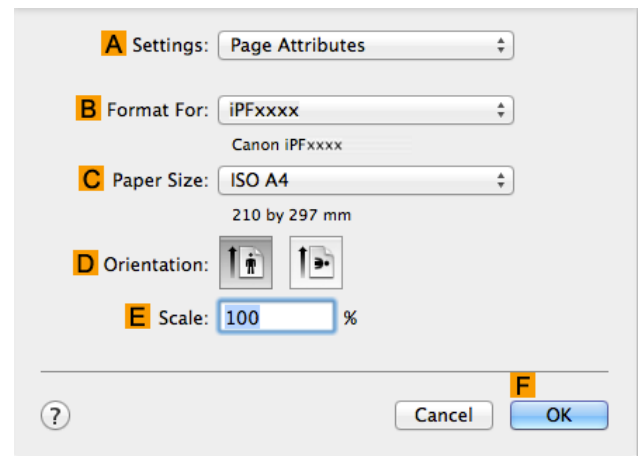 A Settings: Page Attributes
B Format For: iPFxxxx
Canon iPFxxxx
C Paper Size: ISO A4
210 by 297 mm
D Orientation:
E Scale: 100 %
F
? Cancel OK